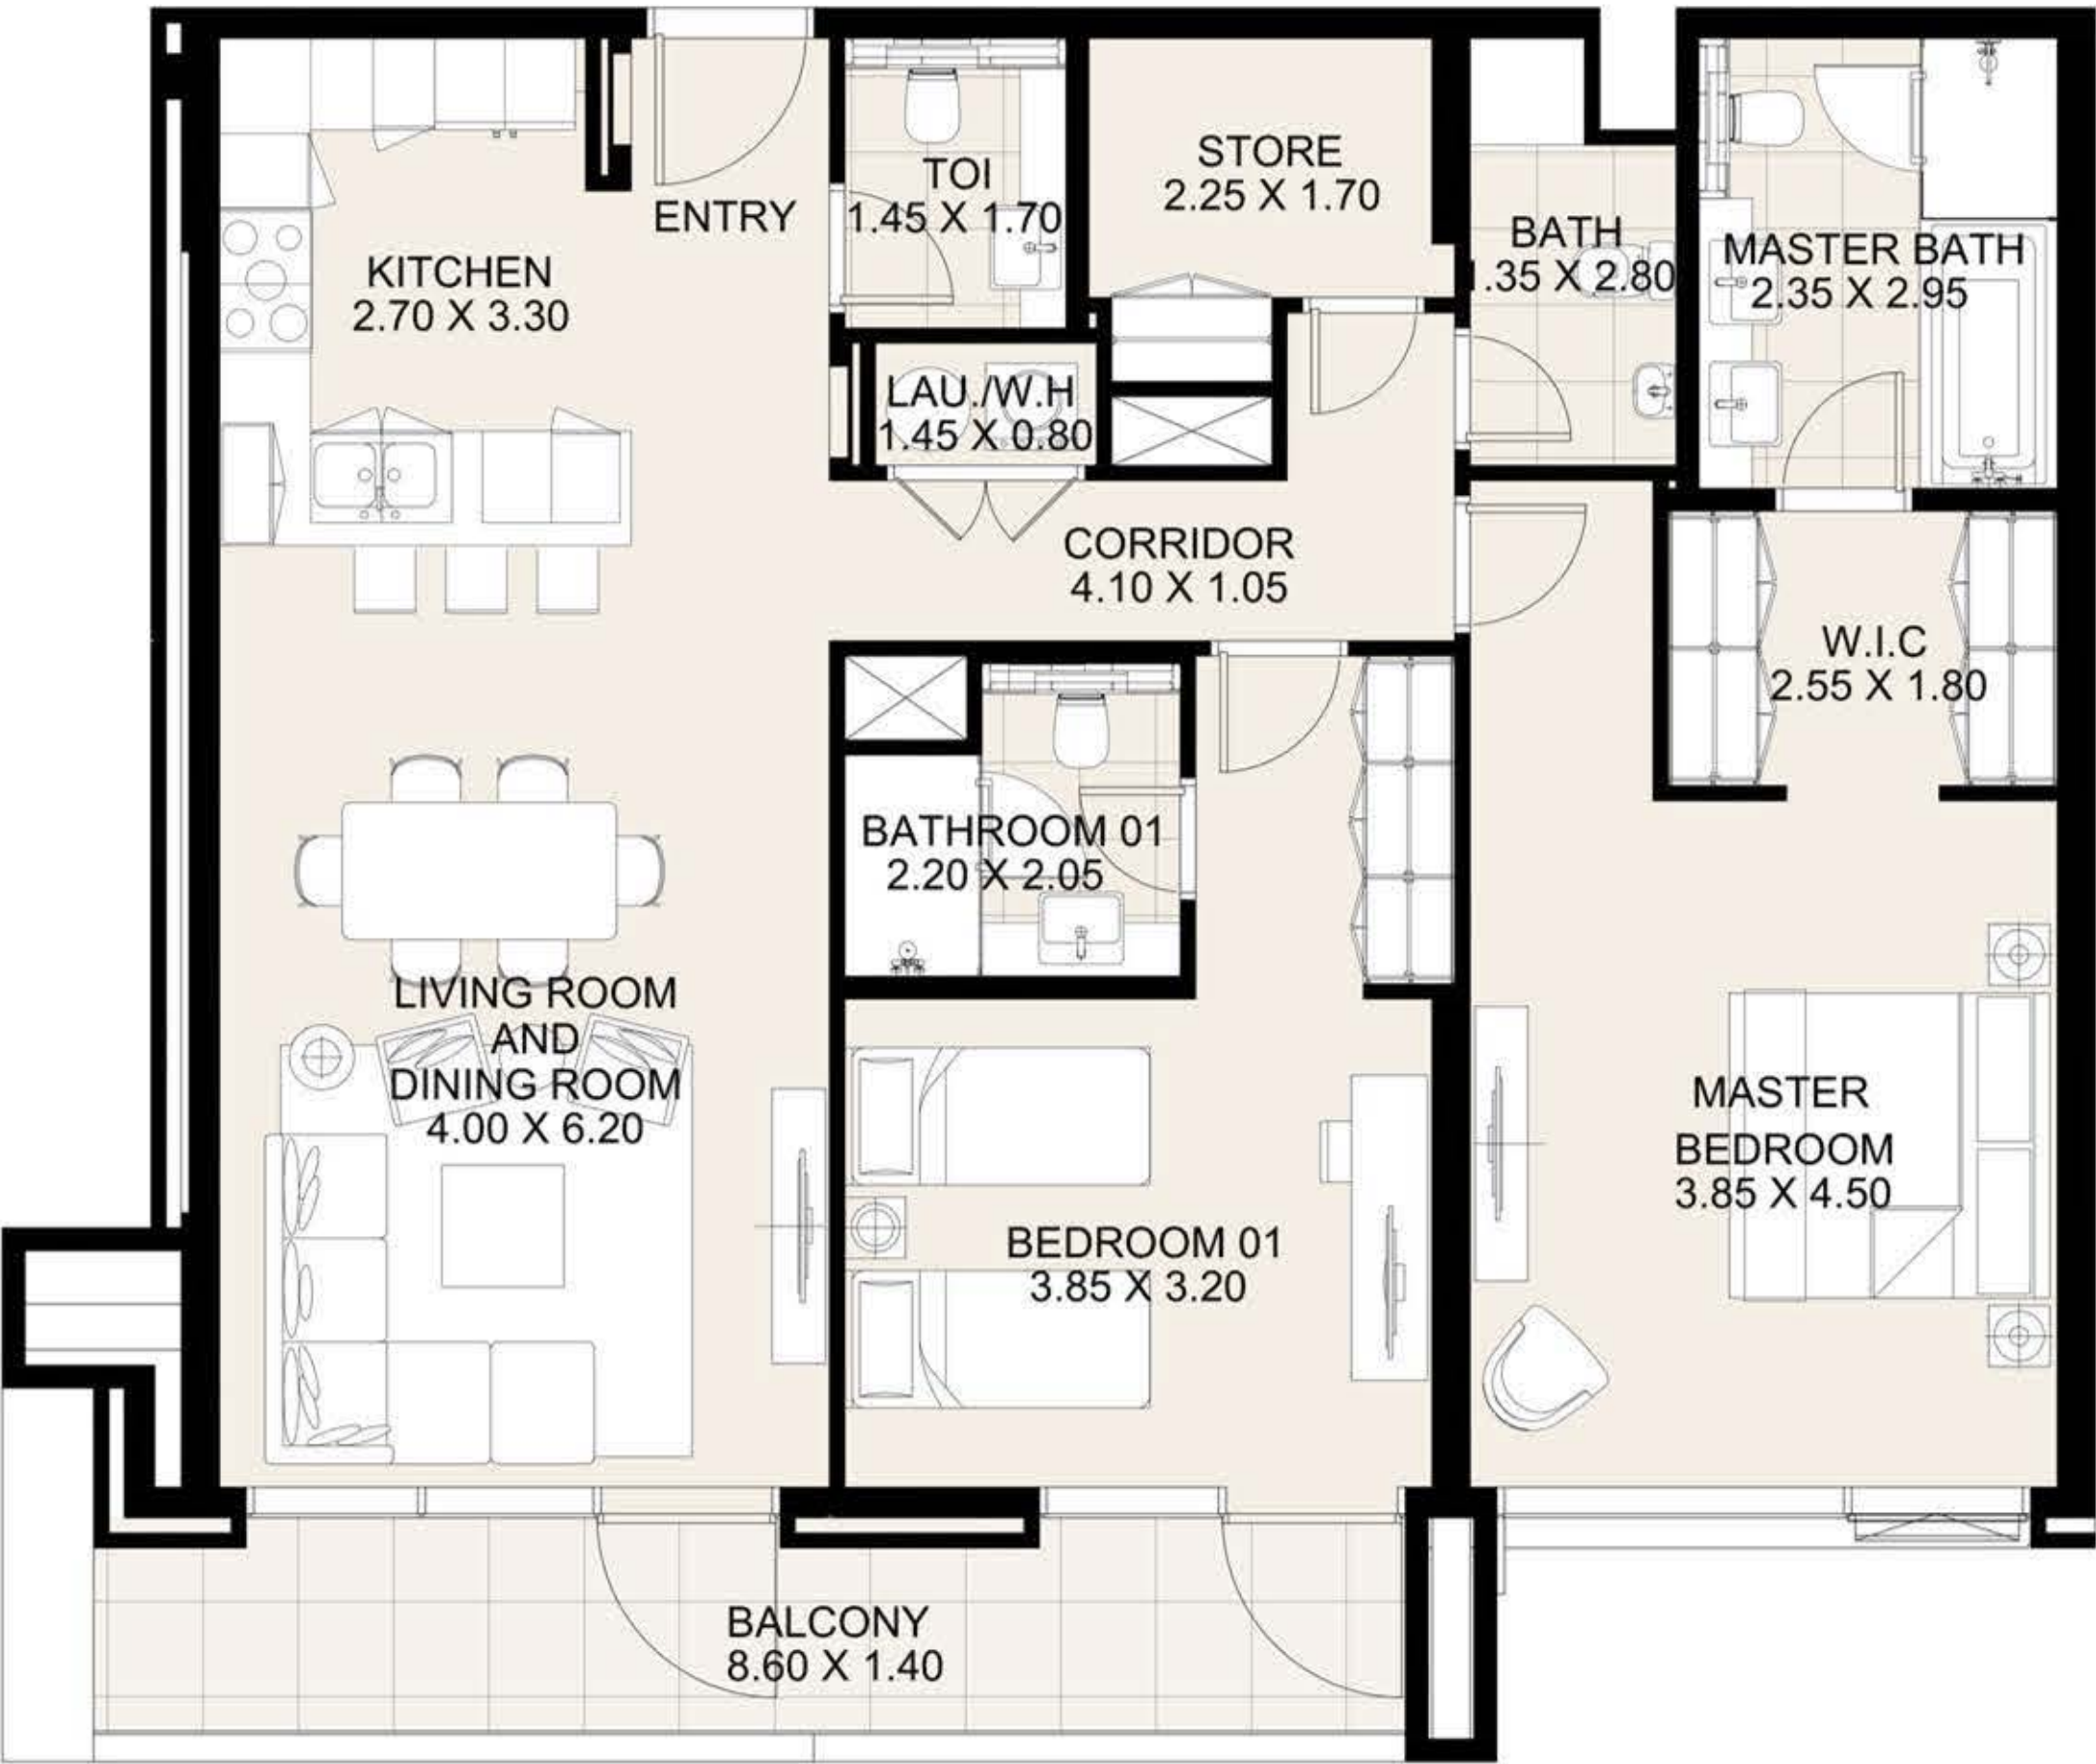 ENTRY
KITCHEN
2.70 X 3.30
TOI
1.45 X 1.70
STORE
2.25 X 1.70
BATH
.35 X 2.80
MASTER BATH
2.35 X 2.95
LAU./W.H
1.45 X 0.80
CORRIDOR
4.10 X 1.05
W.I.C
2.55 X 1.80
BATHROOM 01
2.20 X 2.05
LIVING ROOM
AND
DINING ROOM
4.00 X 6.20
BEDROOM 01
3.85 X 3.20
MASTER
BEDROOM
3.85 X 4.50
BALCONY
8.60 X 1.40